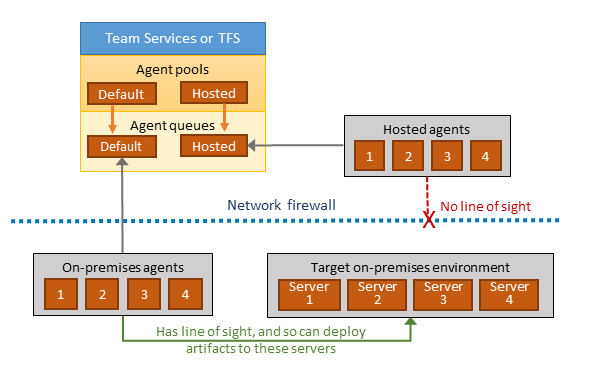 Team Services or TFS
Agent pools
Default
Hosted
Agent queues
Default
Hosted
Hosted agents
1 2 3 4
No line of sight
X
Network firewall
On-premises agents
1 2 3 4
Target on-premises environment
Server 1
Server 2
Server 3
Server 4
Has line of sight, and so can deploy
artifacts to these servers